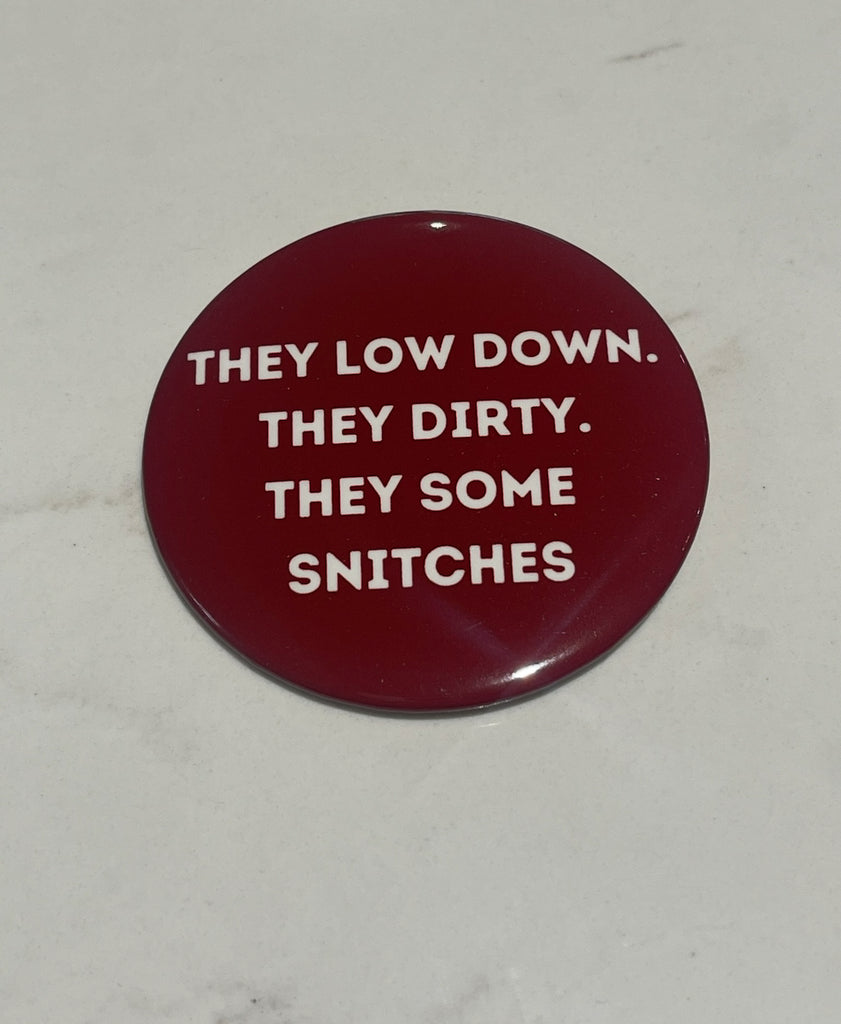 THEY LOW DOWN.
THEY DIRTY.
THEY SOME
SNITCHES